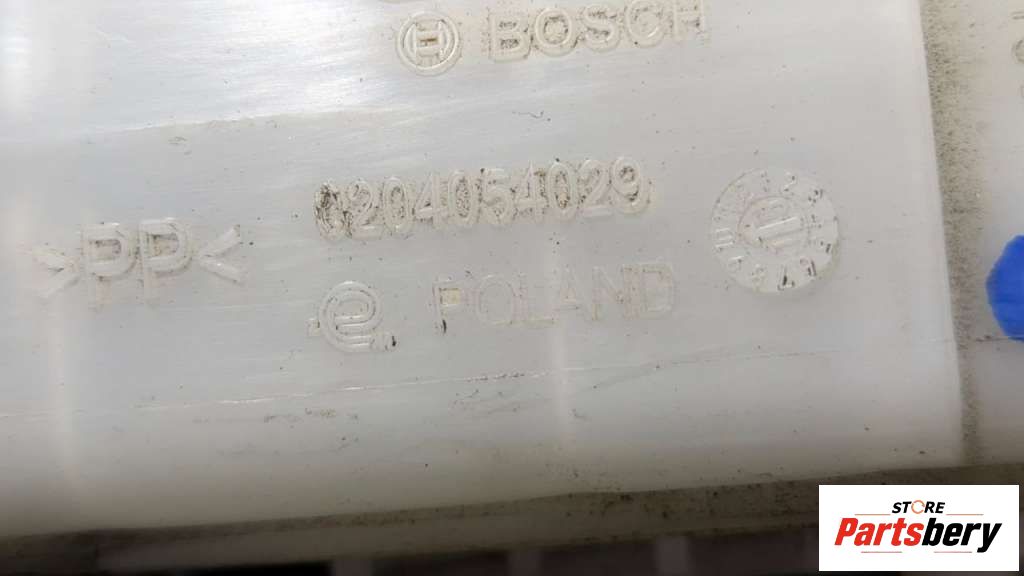 BOSCH
0204054029
>PP<
POLAND
STORE
Partsbery